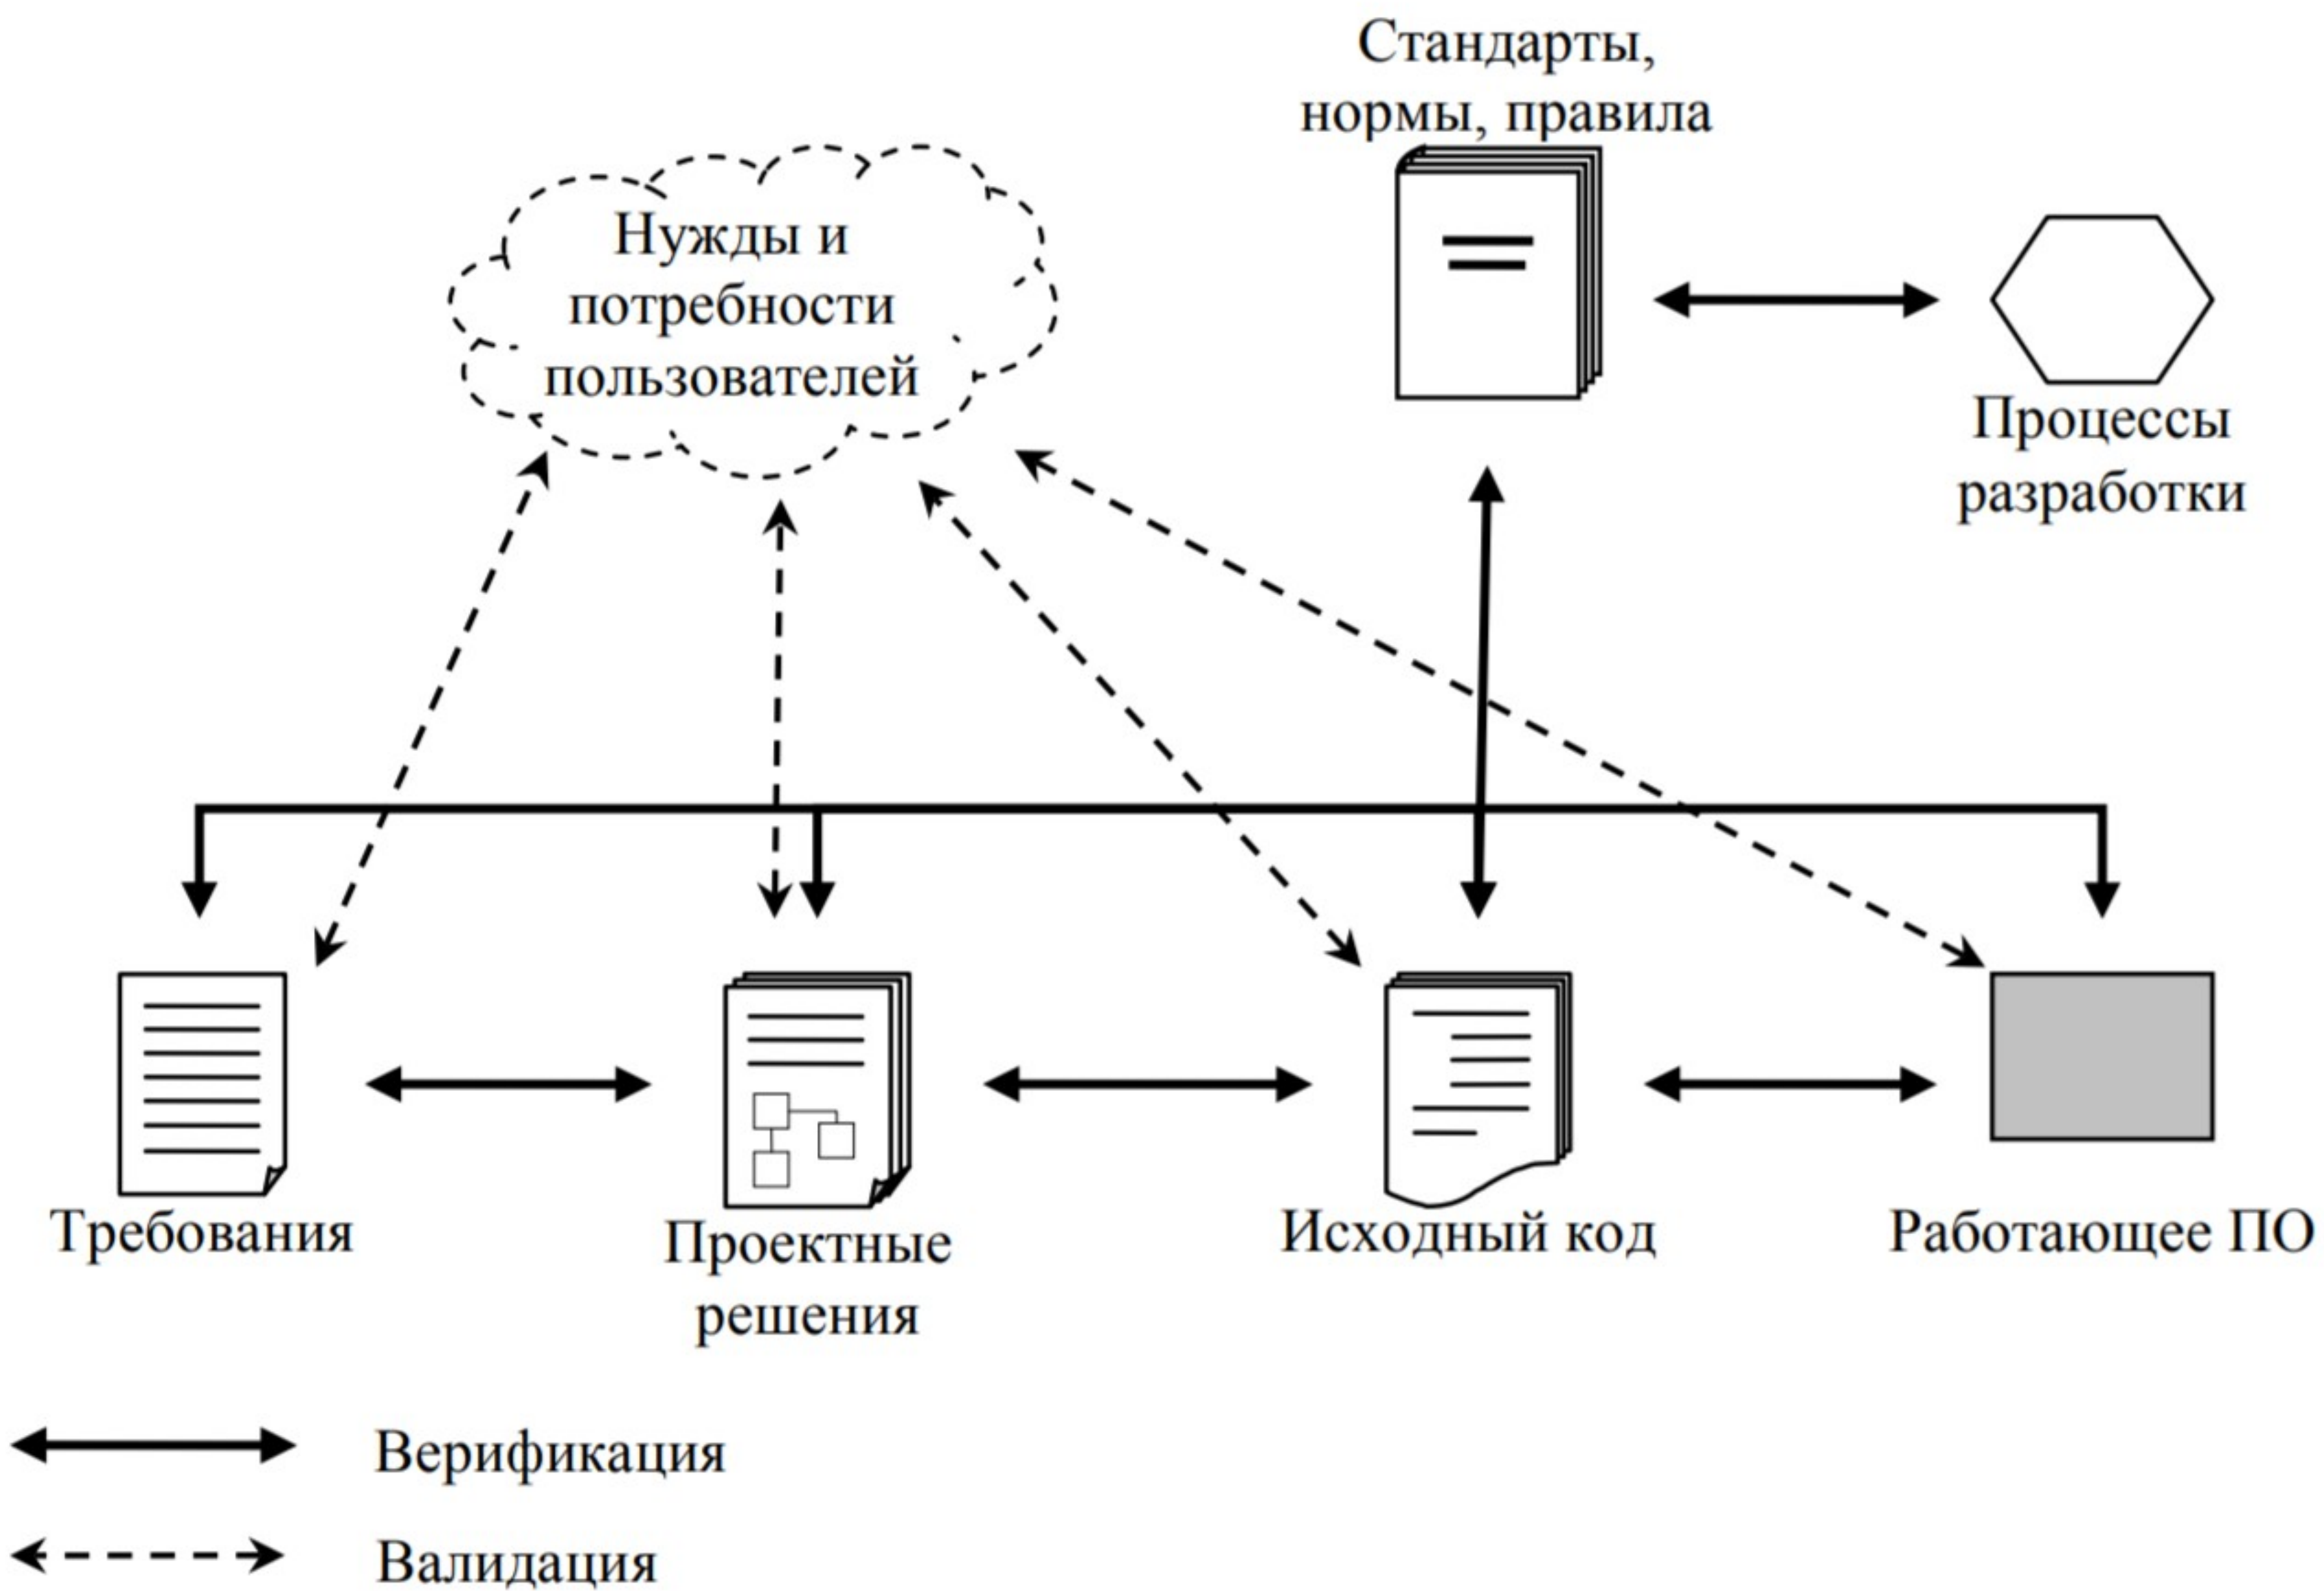 Стандарты,
нормы, правила
Нужды и
потребности
пользователей
Процессы
разработки
Требования
Проектные
решения
Исходный код
Работающее ПО
Верификация
Валидация